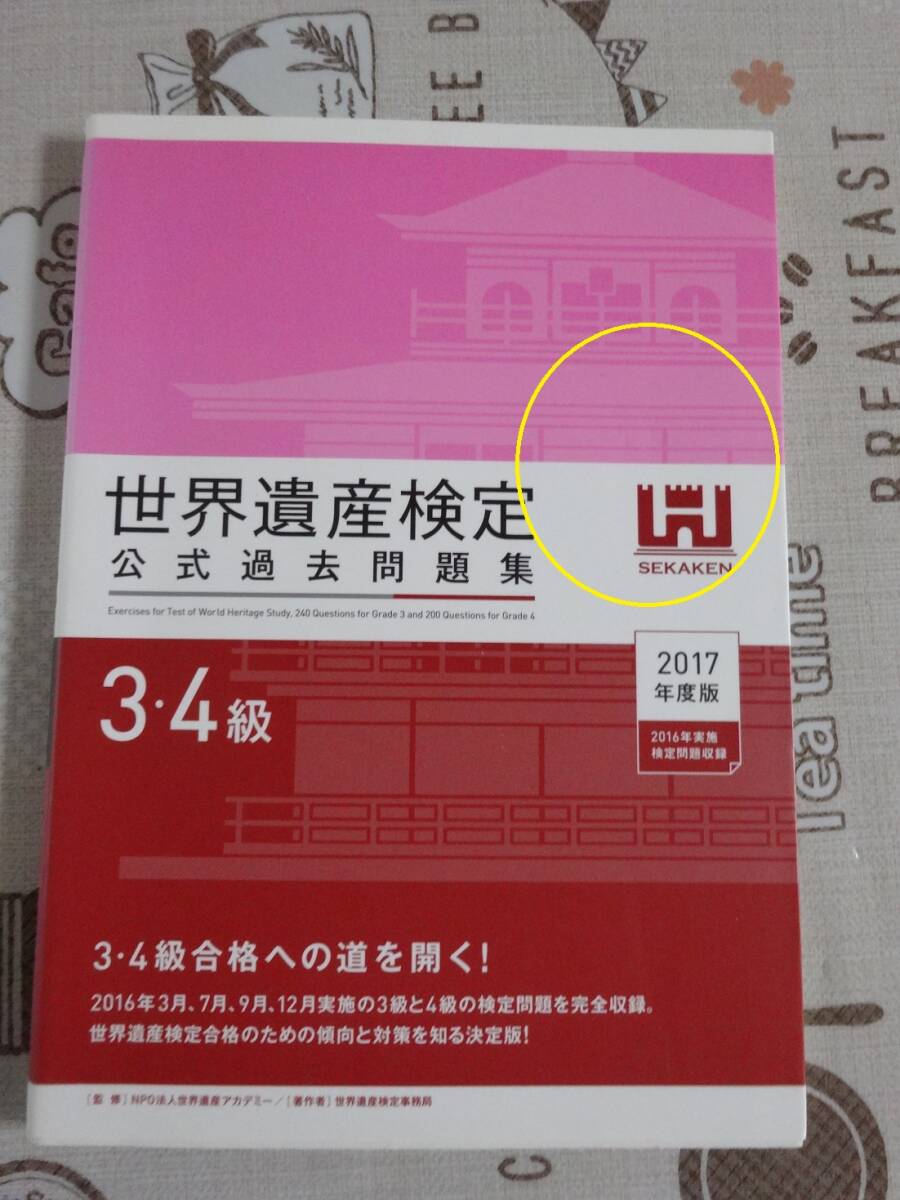 EE B
BREAKFAST
Cafe
Tea time
世界遺産検定
公式過去問題集
Exercises for Test of World Heritage Study, 240 Questions for Grade 3 and 200 Questions for Grade 4
SEKAKEN
3・4級
2017
年度版
2016年実施
検定問題収録
3・4級合格への道を開く!
2016年3月、7月、9月、12月実施の3級と4級の検定問題を完全収録。
世界遺産検定合格のための傾向と対策を知る決定版!
[監 修]NPO法人世界遺産アカデミー/[著作者]世界遺産検定事務局
C